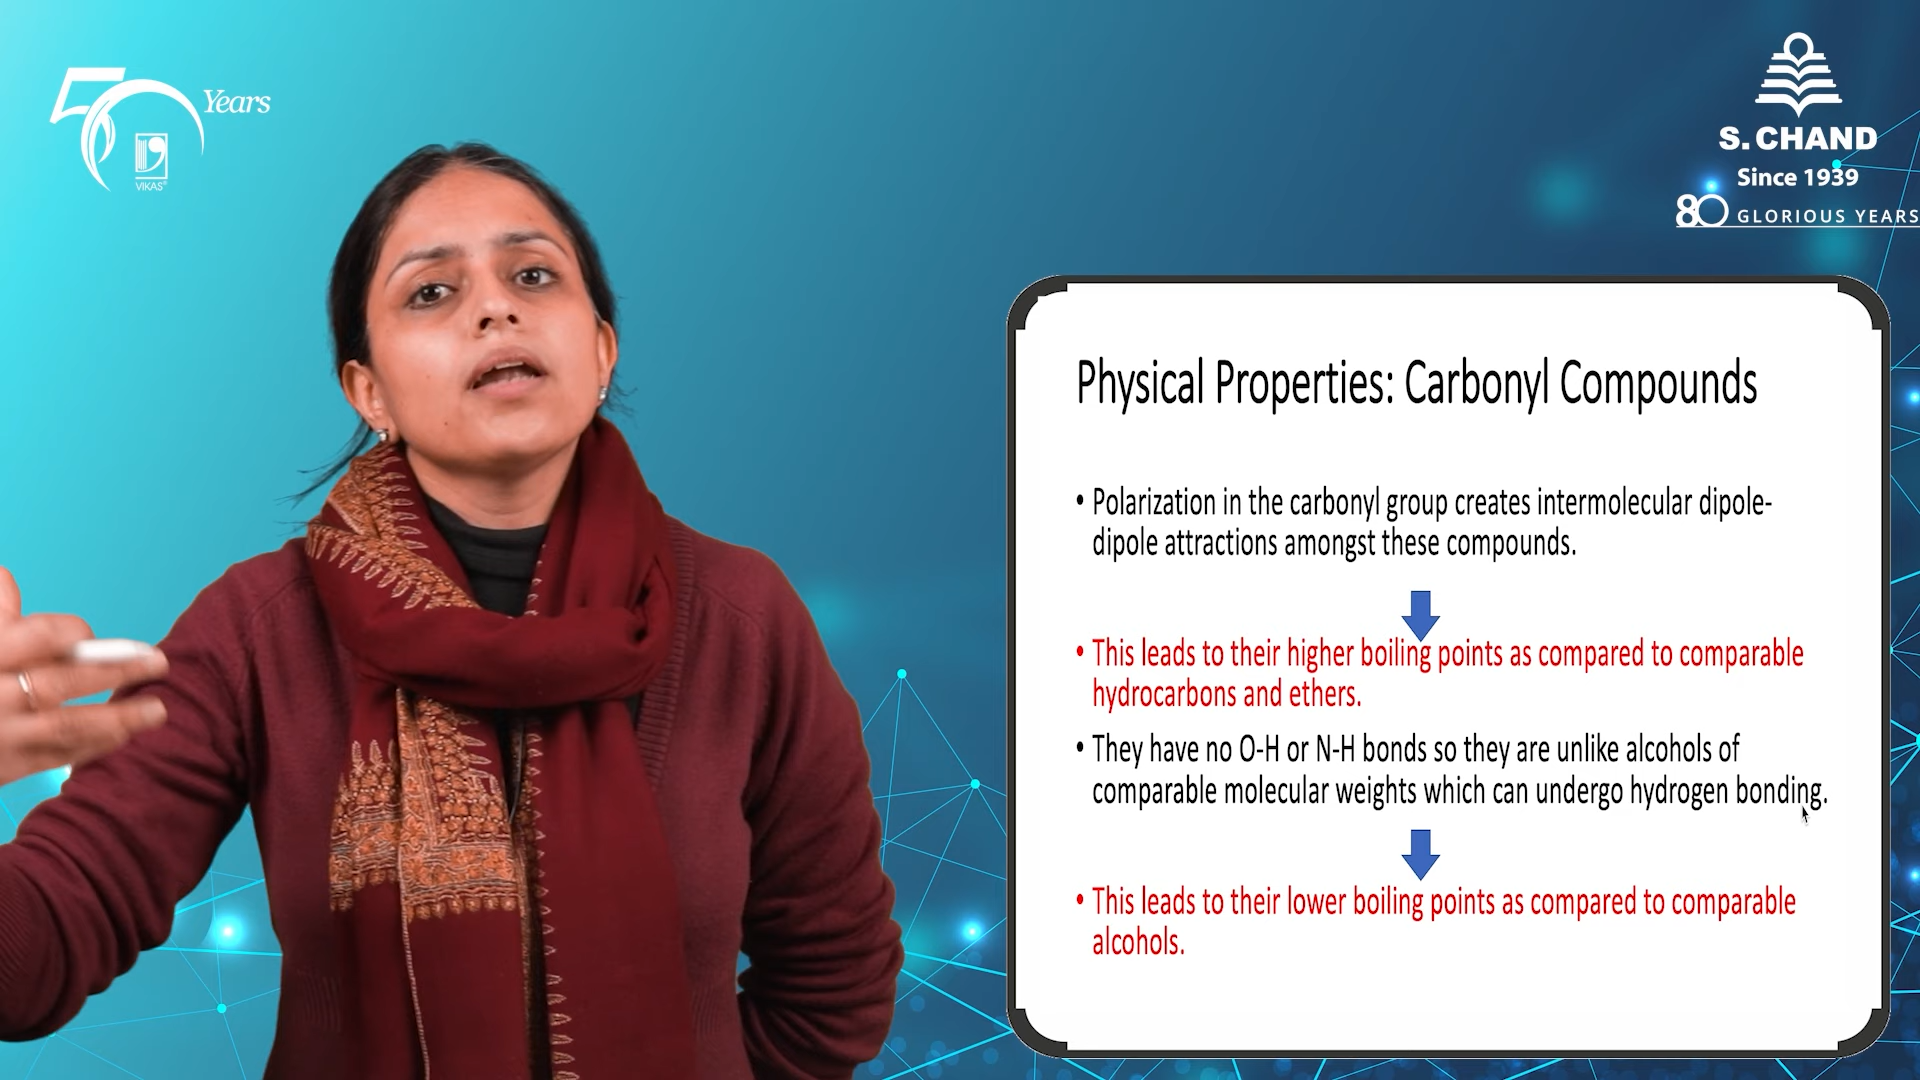 50 Years
VIKAS
S. CHAND
Since 1939
80 GLORIOUS YEARS
Physical Properties: Carbonyl Compounds
• Polarization in the carbonyl group creates intermolecular dipole-
dipole attractions amongst these compounds.
• This leads to their higher boiling points as compared to comparable
hydrocarbons and ethers.
• They have no O-H or N-H bonds so they are unlike alcohols of
comparable molecular weights which can undergo hydrogen bonding.
• This leads to their lower boiling points as compared to comparable
alcohols.